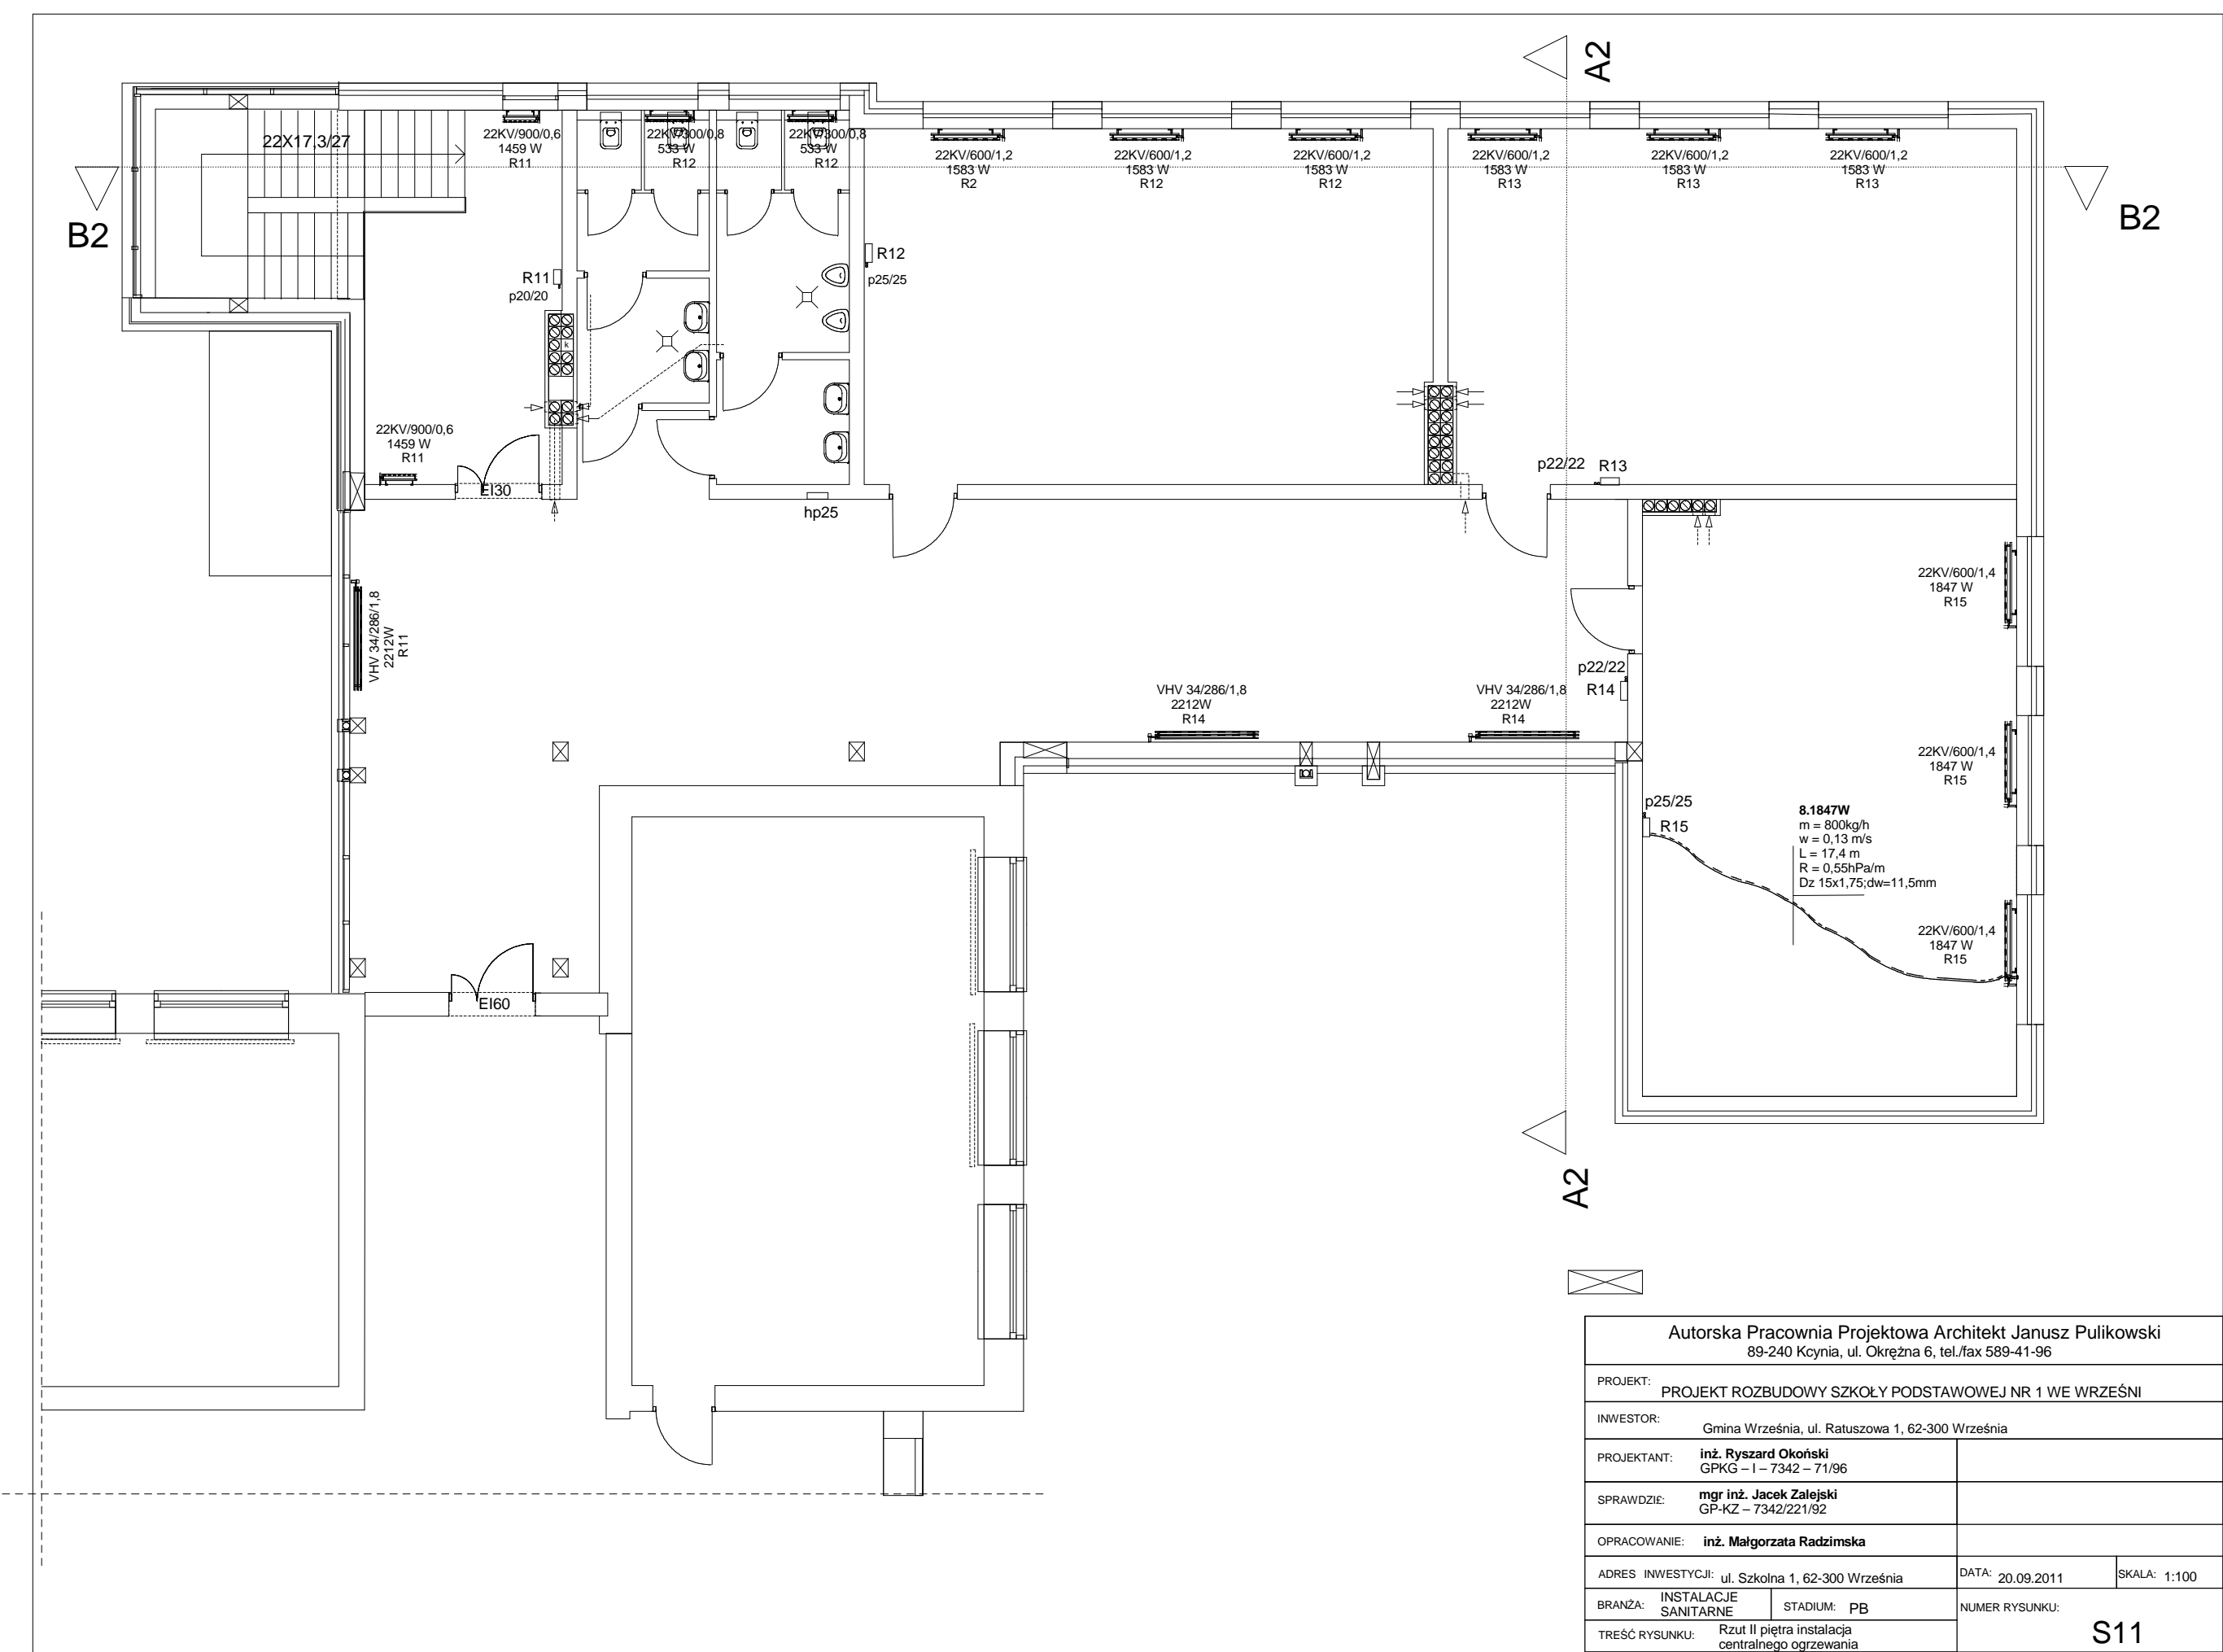 A2
22X17,3/27
22KV/900/0,6
1459 W
R11
22KV/300/0,8
533 W
R12
22KV/300/0,8
533 W
R12
22KV/600/1,2
1583 W
R2
22KV/600/1,2
1583 W
R12
22KV/600/1,2
1583 W
R12
22KV/600/1,2
1583 W
R13
22KV/600/1,2
1583 W
R13
22KV/600/1,2
1583 W
R13
B2
B2
R12
p25/25
R11
p20/20
k
22KV/900/0,6
1459 W
R11
EI30
hp25
p22/22
R13
VHV 34/286/1,8
2212W
R11
22KV/600/1,4
1847 W
R15
p22/22
R14
VHV 34/286/1,8
2212W
R14
VHV 34/286/1,8
2212W
R14
22KV/600/1,4
1847 W
R15
p25/25
R15
8.1847W
m = 800kg/h
w = 0,13 m/s
L = 17,4 m
R = 0,55hPa/m
Dz 15x1,75;dw=11,5mm
22KV/600/1,4
1847 W
R15
EI60
A2
Autorska Pracownia Projektowa Architekt Janusz Pulikowski
89-240 Kcynia, ul. Okrężna 6, tel./fax 589-41-96
PROJEKT: PROJEKT ROZBUDOWY SZKOŁY PODSTAWOWEJ NR 1 WE WRZEŚNI
INWESTOR: Gmina Września, ul. Ratuszowa 1, 62-300 Września
PROJEKTANT: inż. Ryszard Okoński
GPKG – I – 7342 – 71/96
SPRAWDZI£: mgr inż. Jacek Zalejski
GP-KZ – 7342/221/92
OPRACOWANIE: inż. Małgorzata Radzimska
ADRES INWESTYCJI: ul. Szkolna 1, 62-300 Września
DATA: 20.09.2011
SKALA: 1:100
BRANŻA: INSTALACJE
SANITARNE
STADIUM: PB
NUMER RYSUNKU:
S11
TREŚĆ RYSUNKU: Rzut II piętra instalacja
centralnego ogrzewania